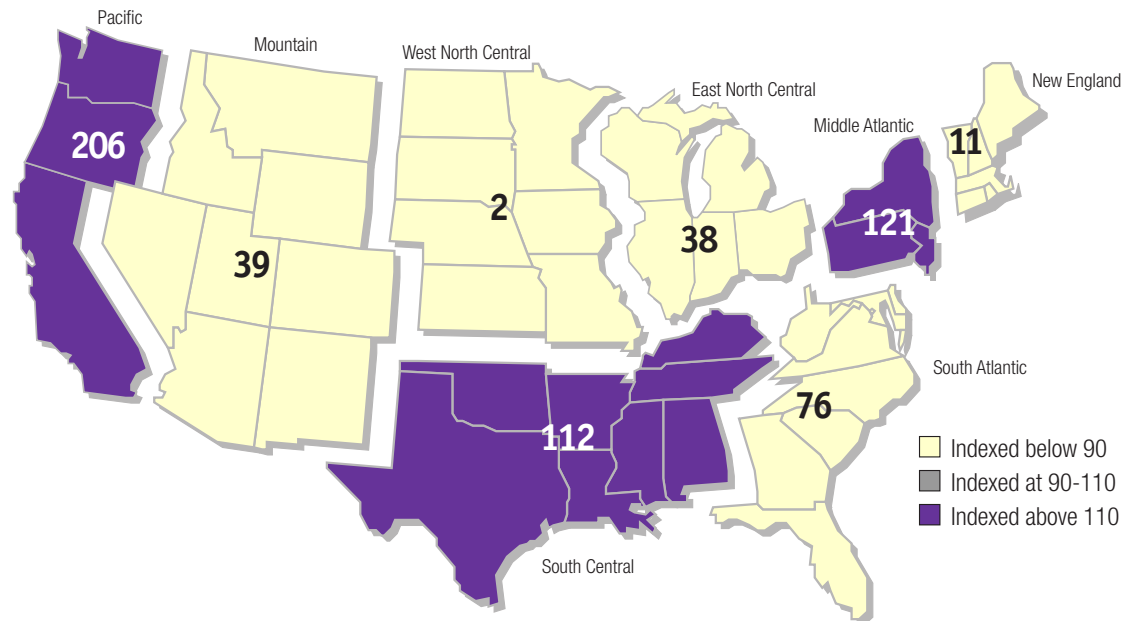 Pacific
Mountain
West North Central
East North Central
New England
Middle Atlantic
206
11
2
121
39
38
South Atlantic
76
112
Indexed below 90
Indexed at 90-110
Indexed above 110
South Central